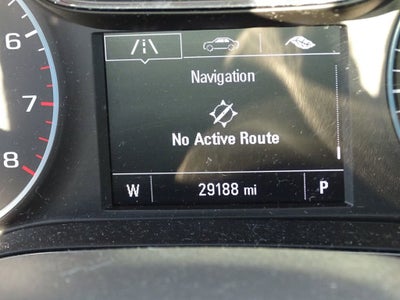 6
7
8
Navigation
No Active Route
W 29188 mi P